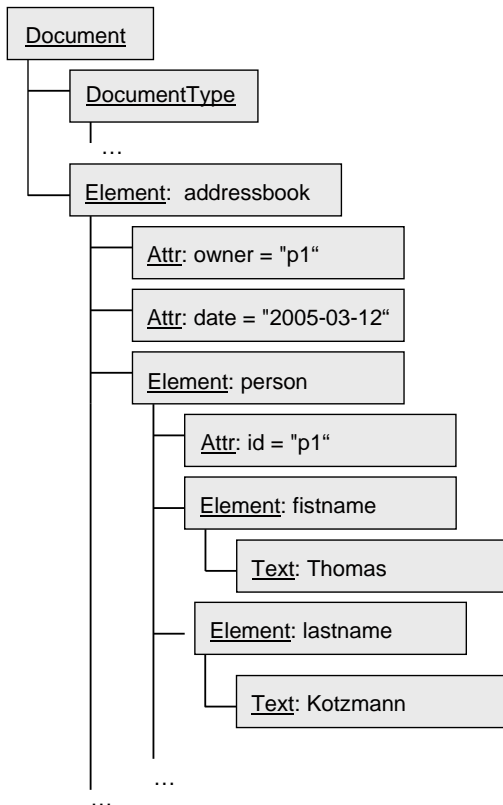 Document
DocumentType
...
Element: addressbook
Attr: owner = "p1“
Attr: date = "2005-03-12“
Element: person
Attr: id = "p1“
Element: fistname
Text: Thomas
Element: lastname
Text: Kotzmann
...
...